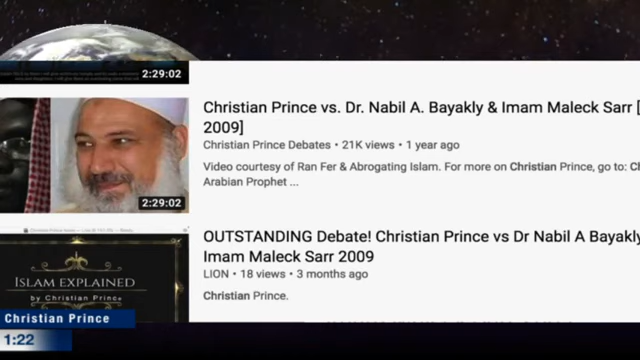 2:29:02
Christian Prince vs. Dr. Nabil A. Bayakly & Imam Maleck Sarr [
2009]
Christian Prince Debates • 21K views • 1 year ago
Video courtesy of Ran Fer & Abrogating Islam. For more on Christian Prince, go to:
Arabian Prophet ...
2:29:02
OUTSTANDING Debate! Christian Prince vs Dr Nabil A Bayakly
Imam Maleck Sarr 2009
LION • 18 views • 3 months ago
Christian Prince.
ISLAM EXPLAINED
by Christian Prince
Christian Prince
1:22